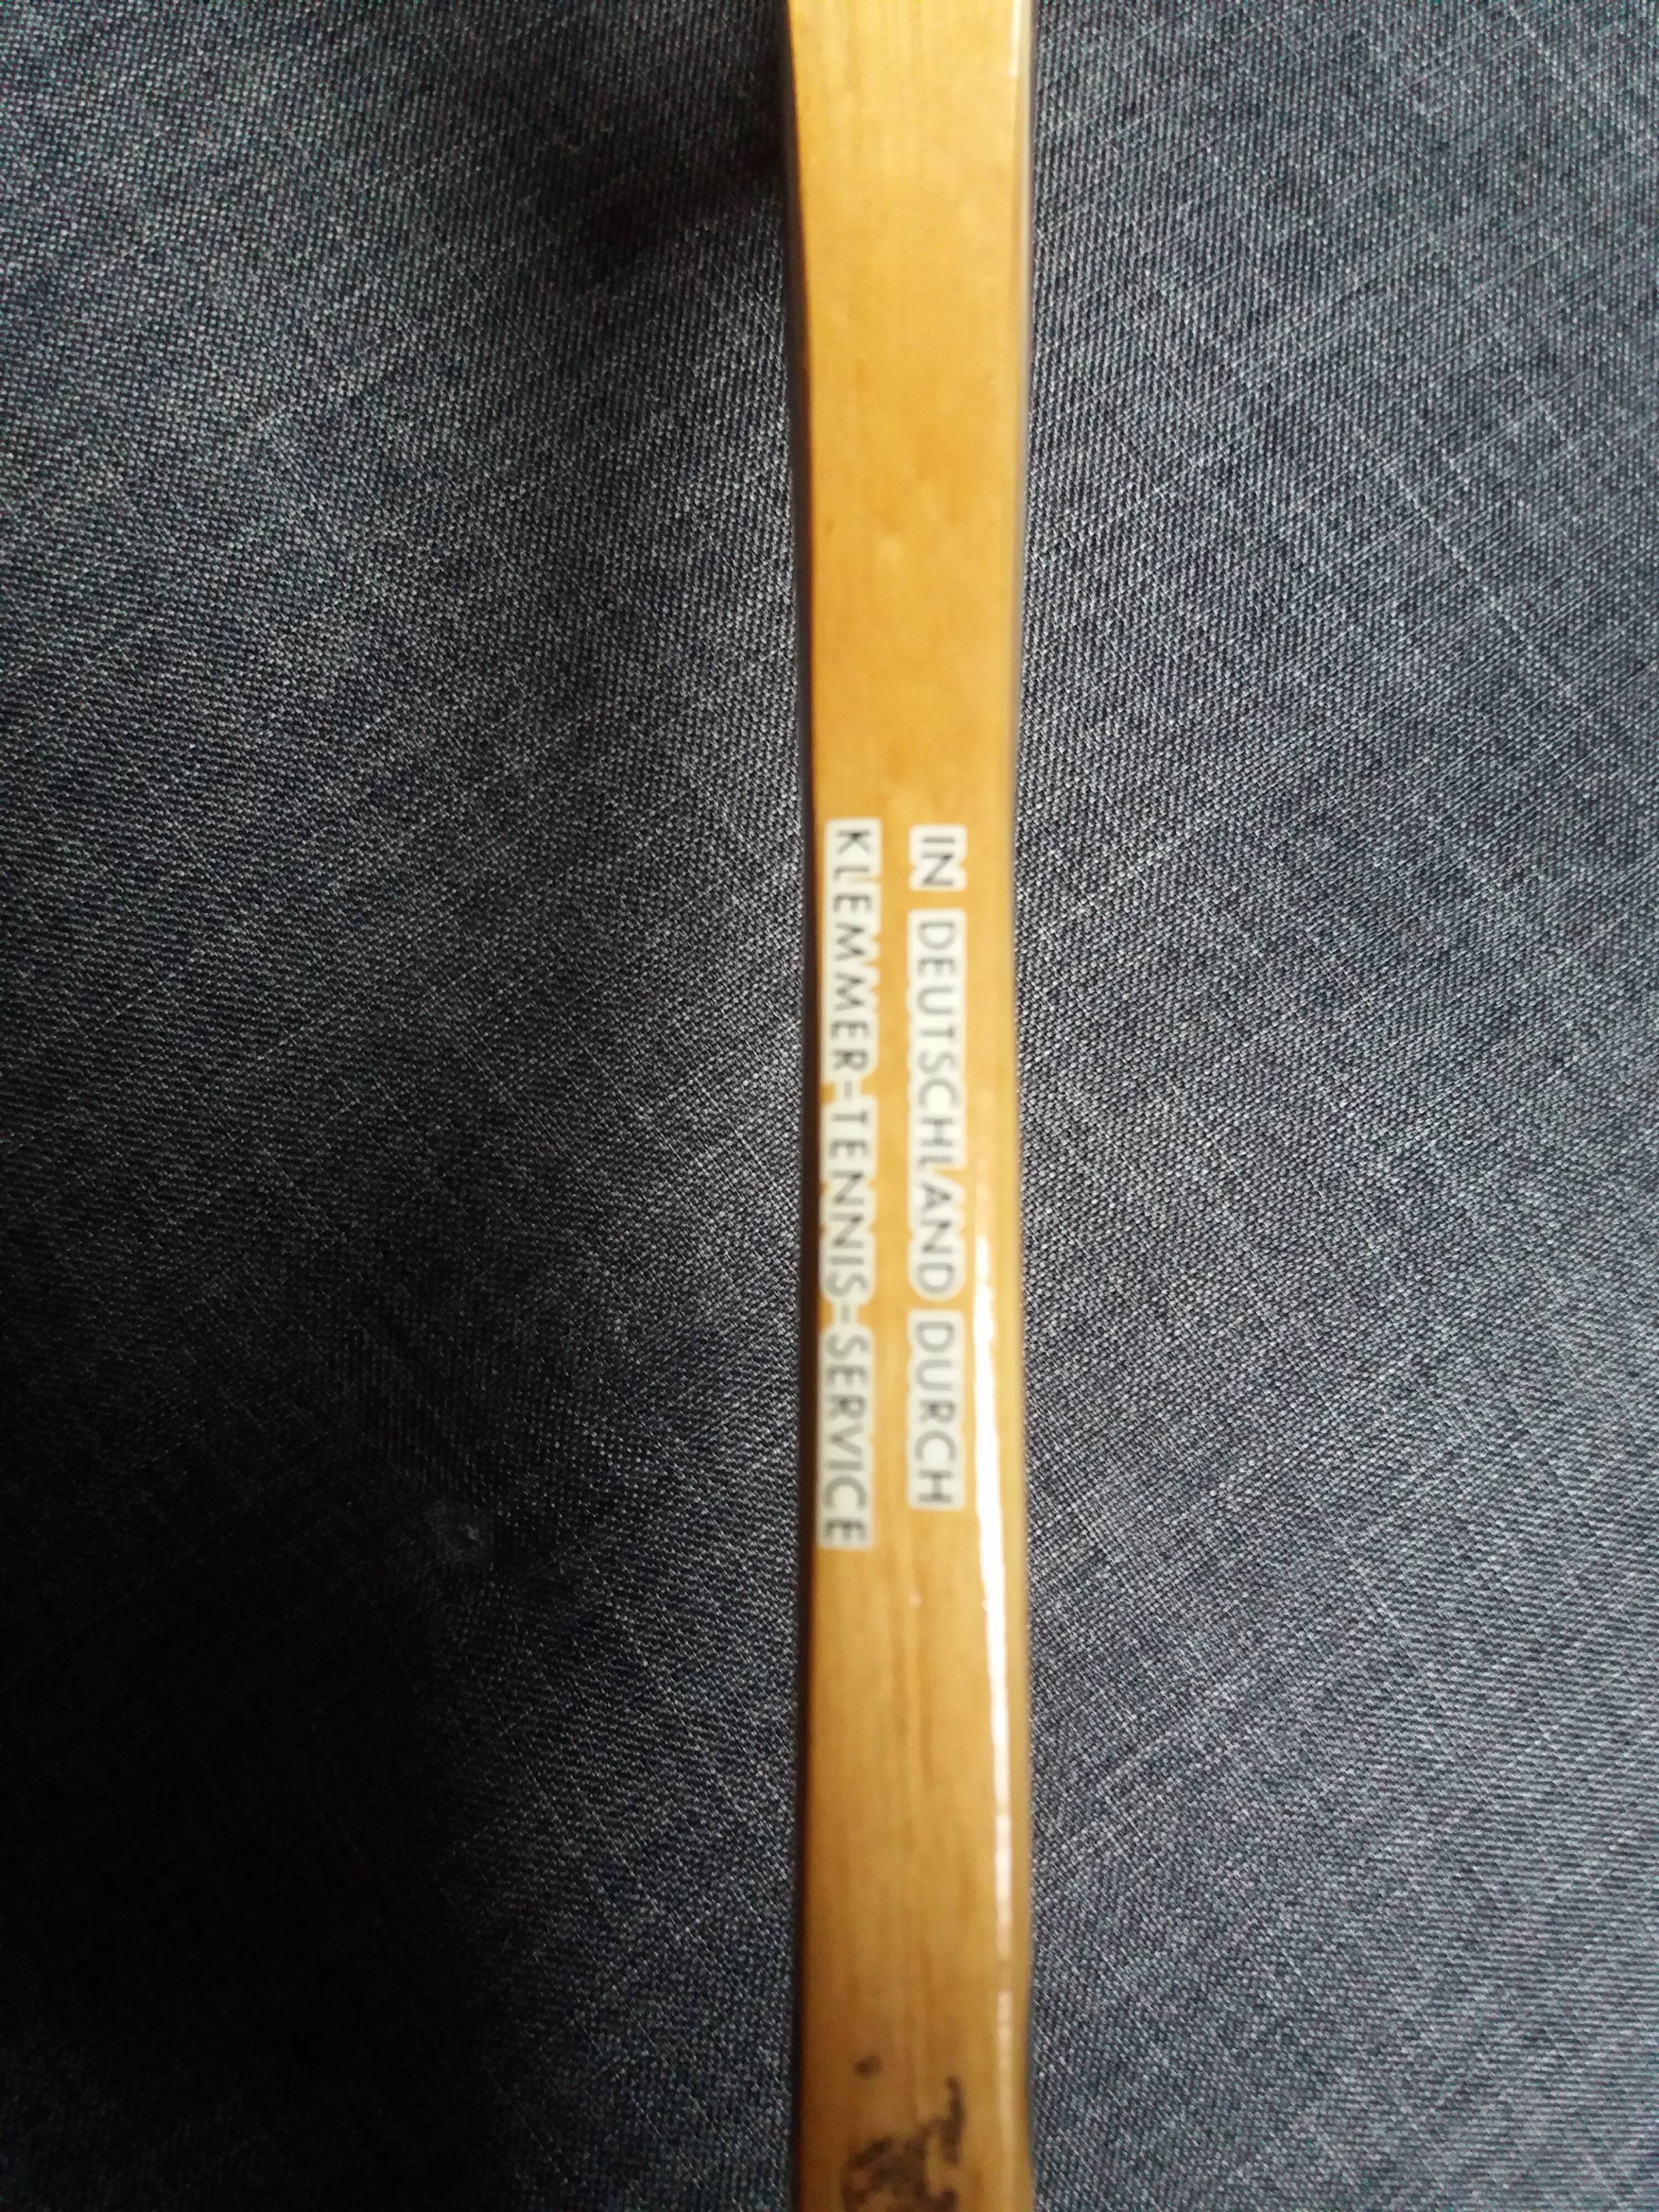 IN DEUTSCHLAND DURCH
KLEMMER-TENNIS-SERVICE